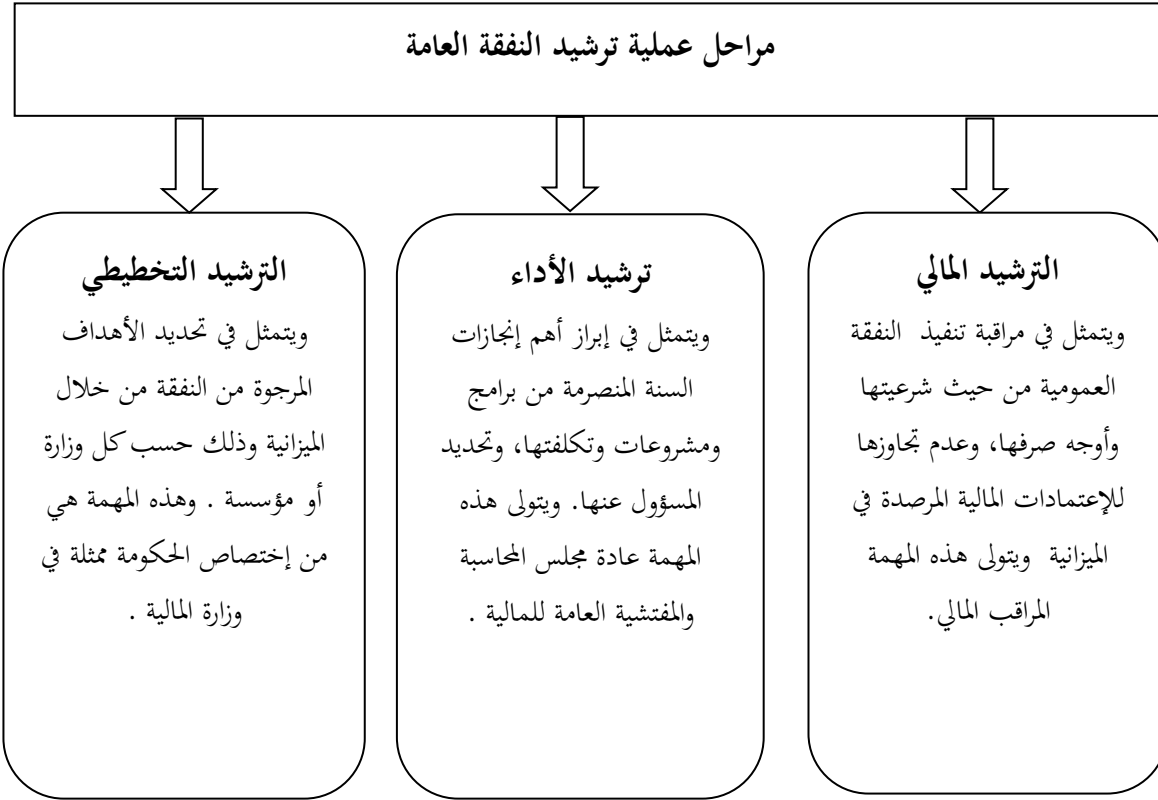 مراحل عملية ترشيد النفقة العامة
الترشيد المالي
ويتمثل في مراقبة تنفيذ النفقة
العمومية من حيث شرعيتها
وأوجه صرفها، وعدم تجاوزها
للإعتمادات المالية المرصدة في
الميزانية ويتولى هذه المهمة
المراقب المالي.
ترشيد الأداء
ويتمثل في إبراز أهم إنجازات
السنة المنصرمة من برامج
ومشروعات وتكلفتها، وتحديد
المسؤول عنها. ويتولى هذه
المهمة عادة مجلس المحاسبة
والمفتشية العامة للمالية .
الترشيد التخطيطي
ويتمثل في تحديد الأهداف
المرجوة من النفقة من خلال
الميزانية وذلك حسب كل وزارة
أو مؤسسة . وهذه المهمة هي
من إختصاص الحكومة ممثلة في
وزارة المالية .